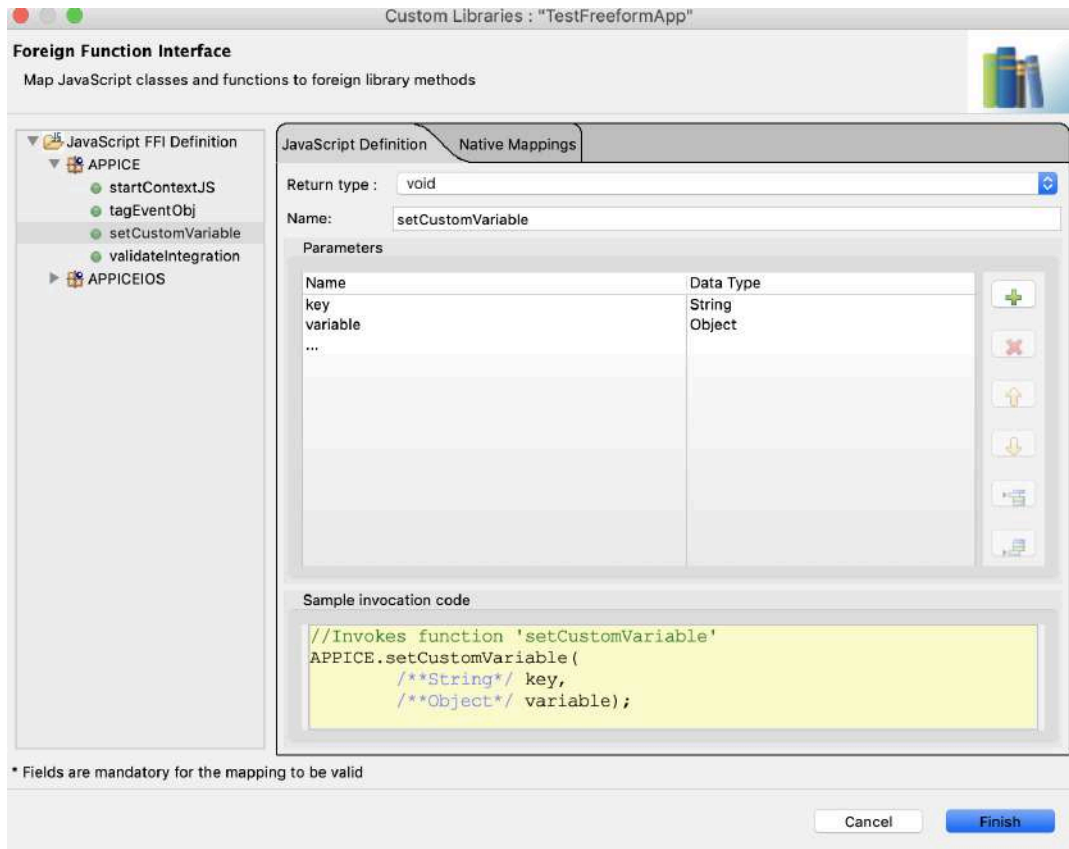 Custom Libraries : "TestFreeformApp"
Foreign Function Interface
Map JavaScript classes and functions to foreign library methods
JavaScript FFI Definition
APPICE
startContextJS
tagEventObj
setCustomVariable
validateIntegration
APPICEIOS
JavaScript Definition Native Mappings
Return type : void
Name: setCustomVariable
Parameters
Name Data Type
key String
variable Object
...
Sample invocation code
//Invokes function 'setCustomVariable'
APPICE.setCustomVariable(
/**String*/ key,
/**Object*/ variable);
* Fields are mandatory for the mapping to be valid
Cancel Finish